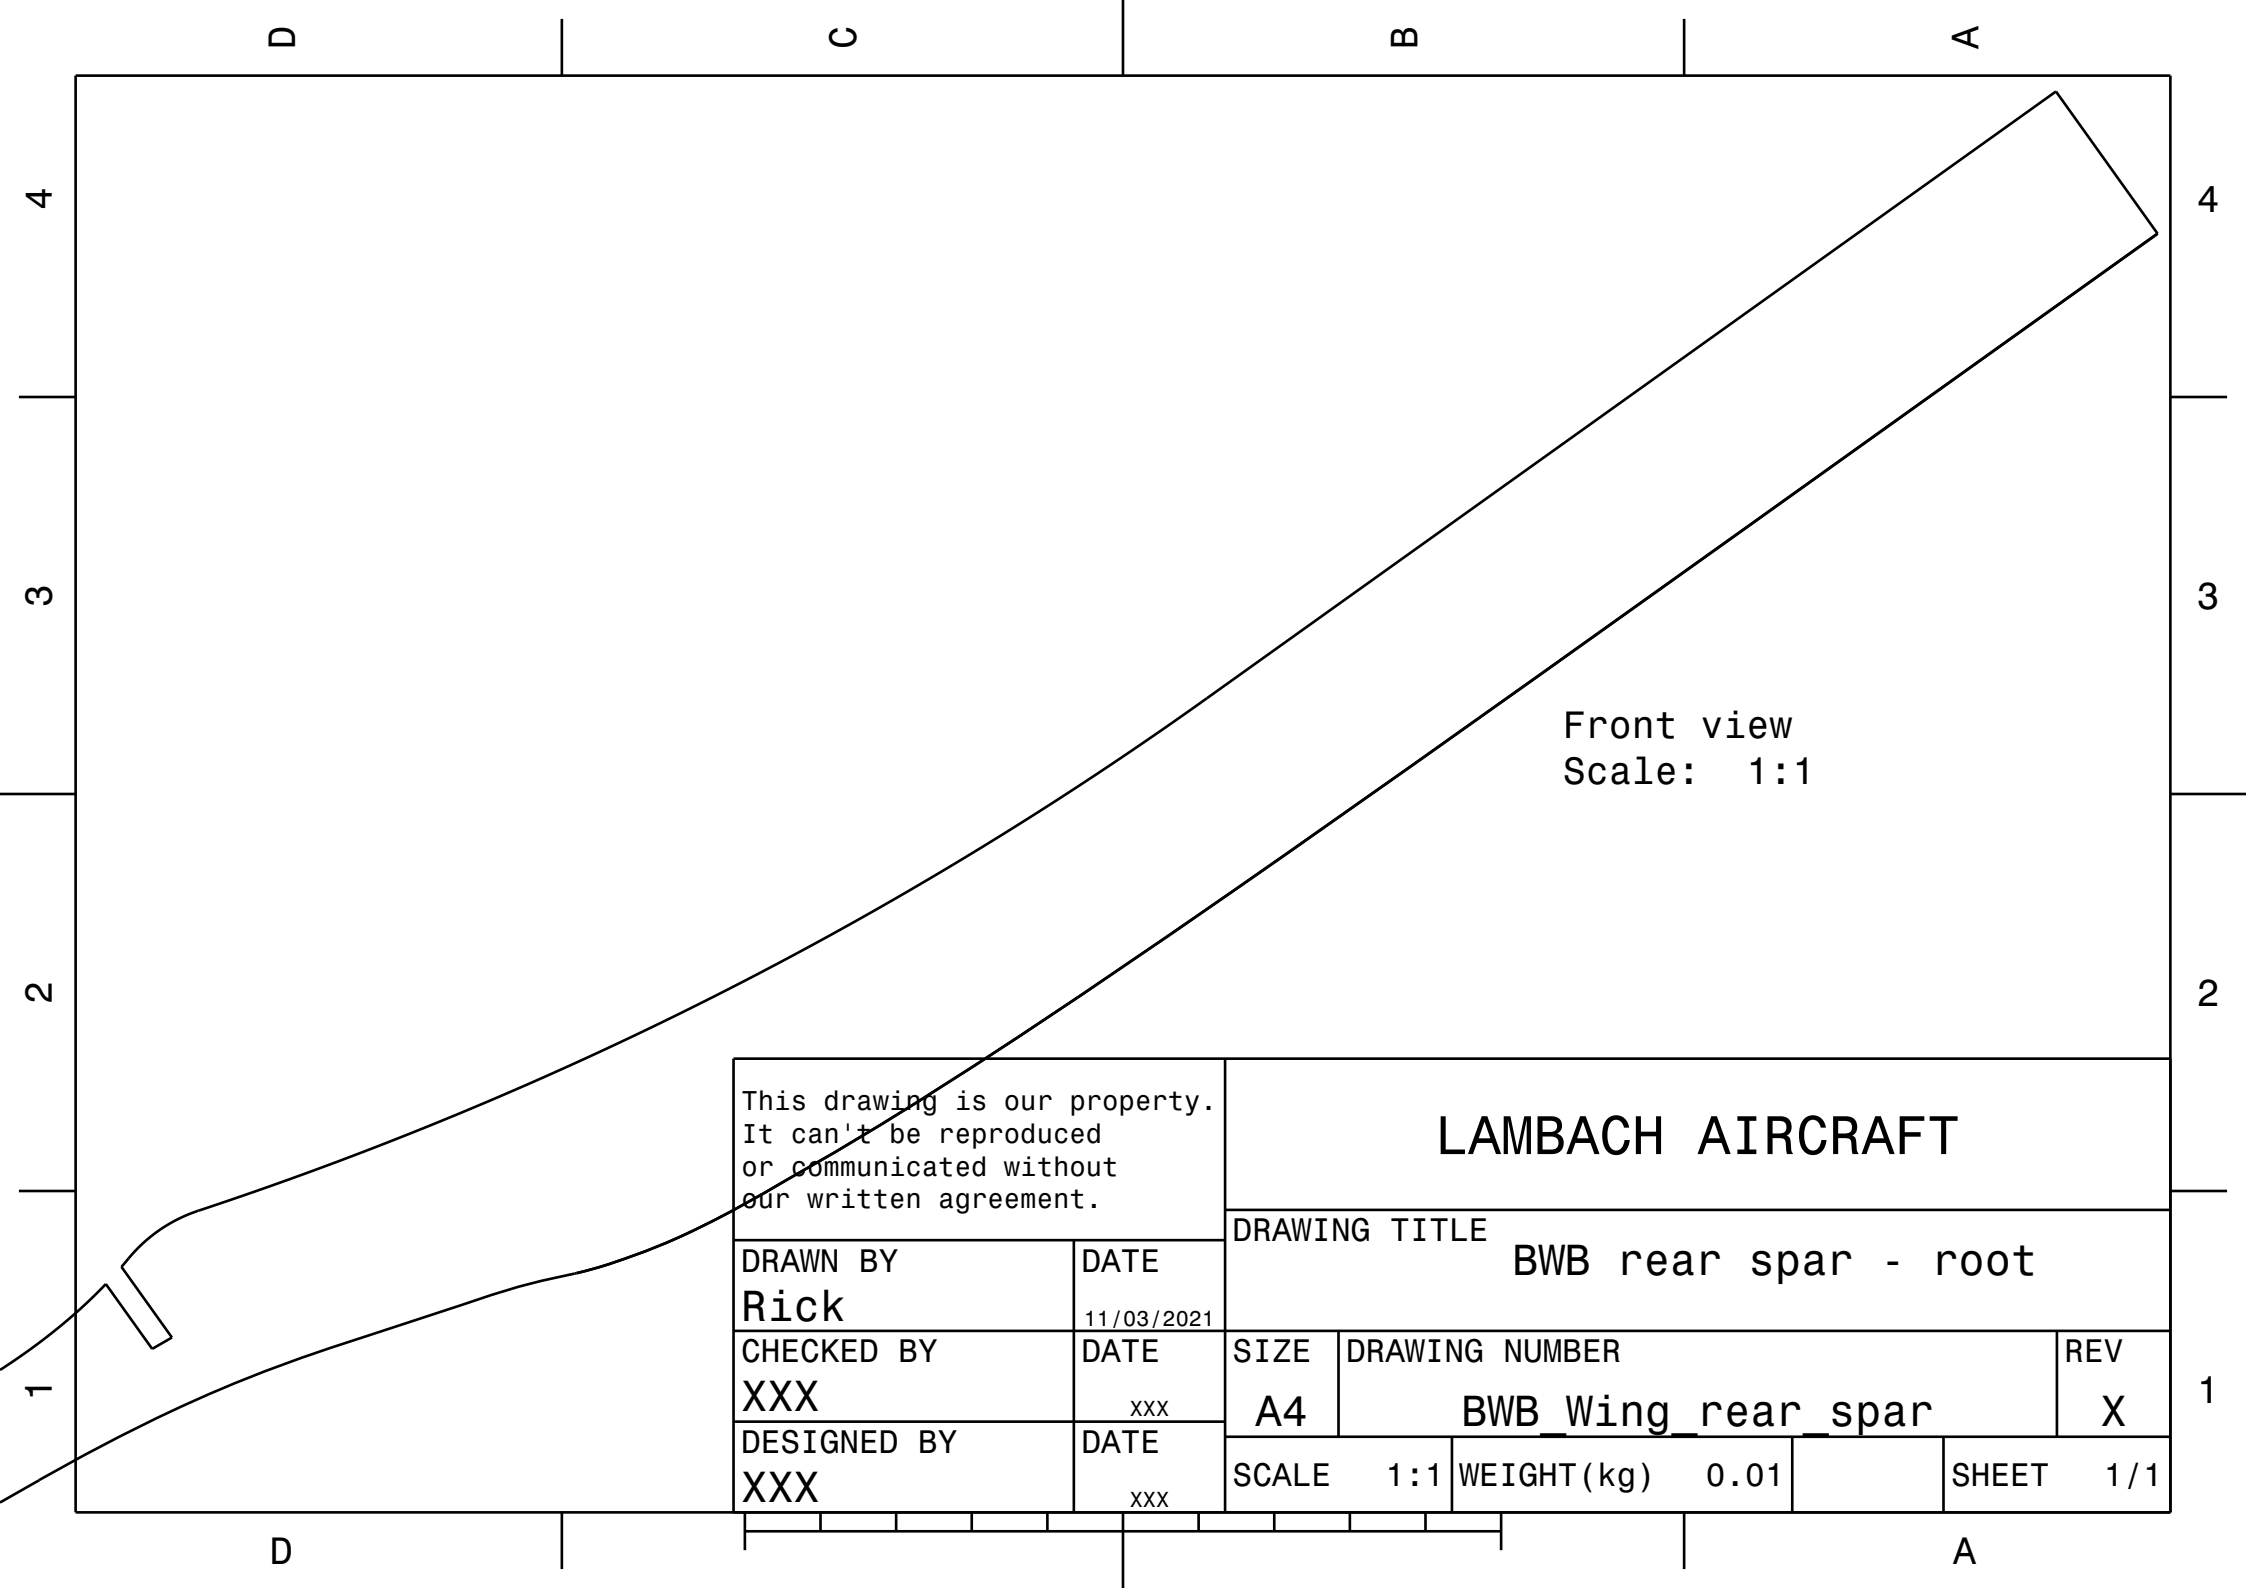 D C B A
4 4
3 3
Front view
Scale: 1:1
2 2
This drawing is our property.
It can't be reproduced
or communicated without
our written agreement.
LAMBACH AIRCRAFT
DRAWING TITLE
BWB rear spar - root
DRAWN BY DATE
Rick 11/03/2021
CHECKED BY DATE
XXX XXX
DESIGNED BY DATE
XXX XXX
SIZE DRAWING NUMBER REV
A4 BWB_Wing_rear_spar X
SCALE 1:1 WEIGHT(kg) 0.01 SHEET 1/1
1 1
D A